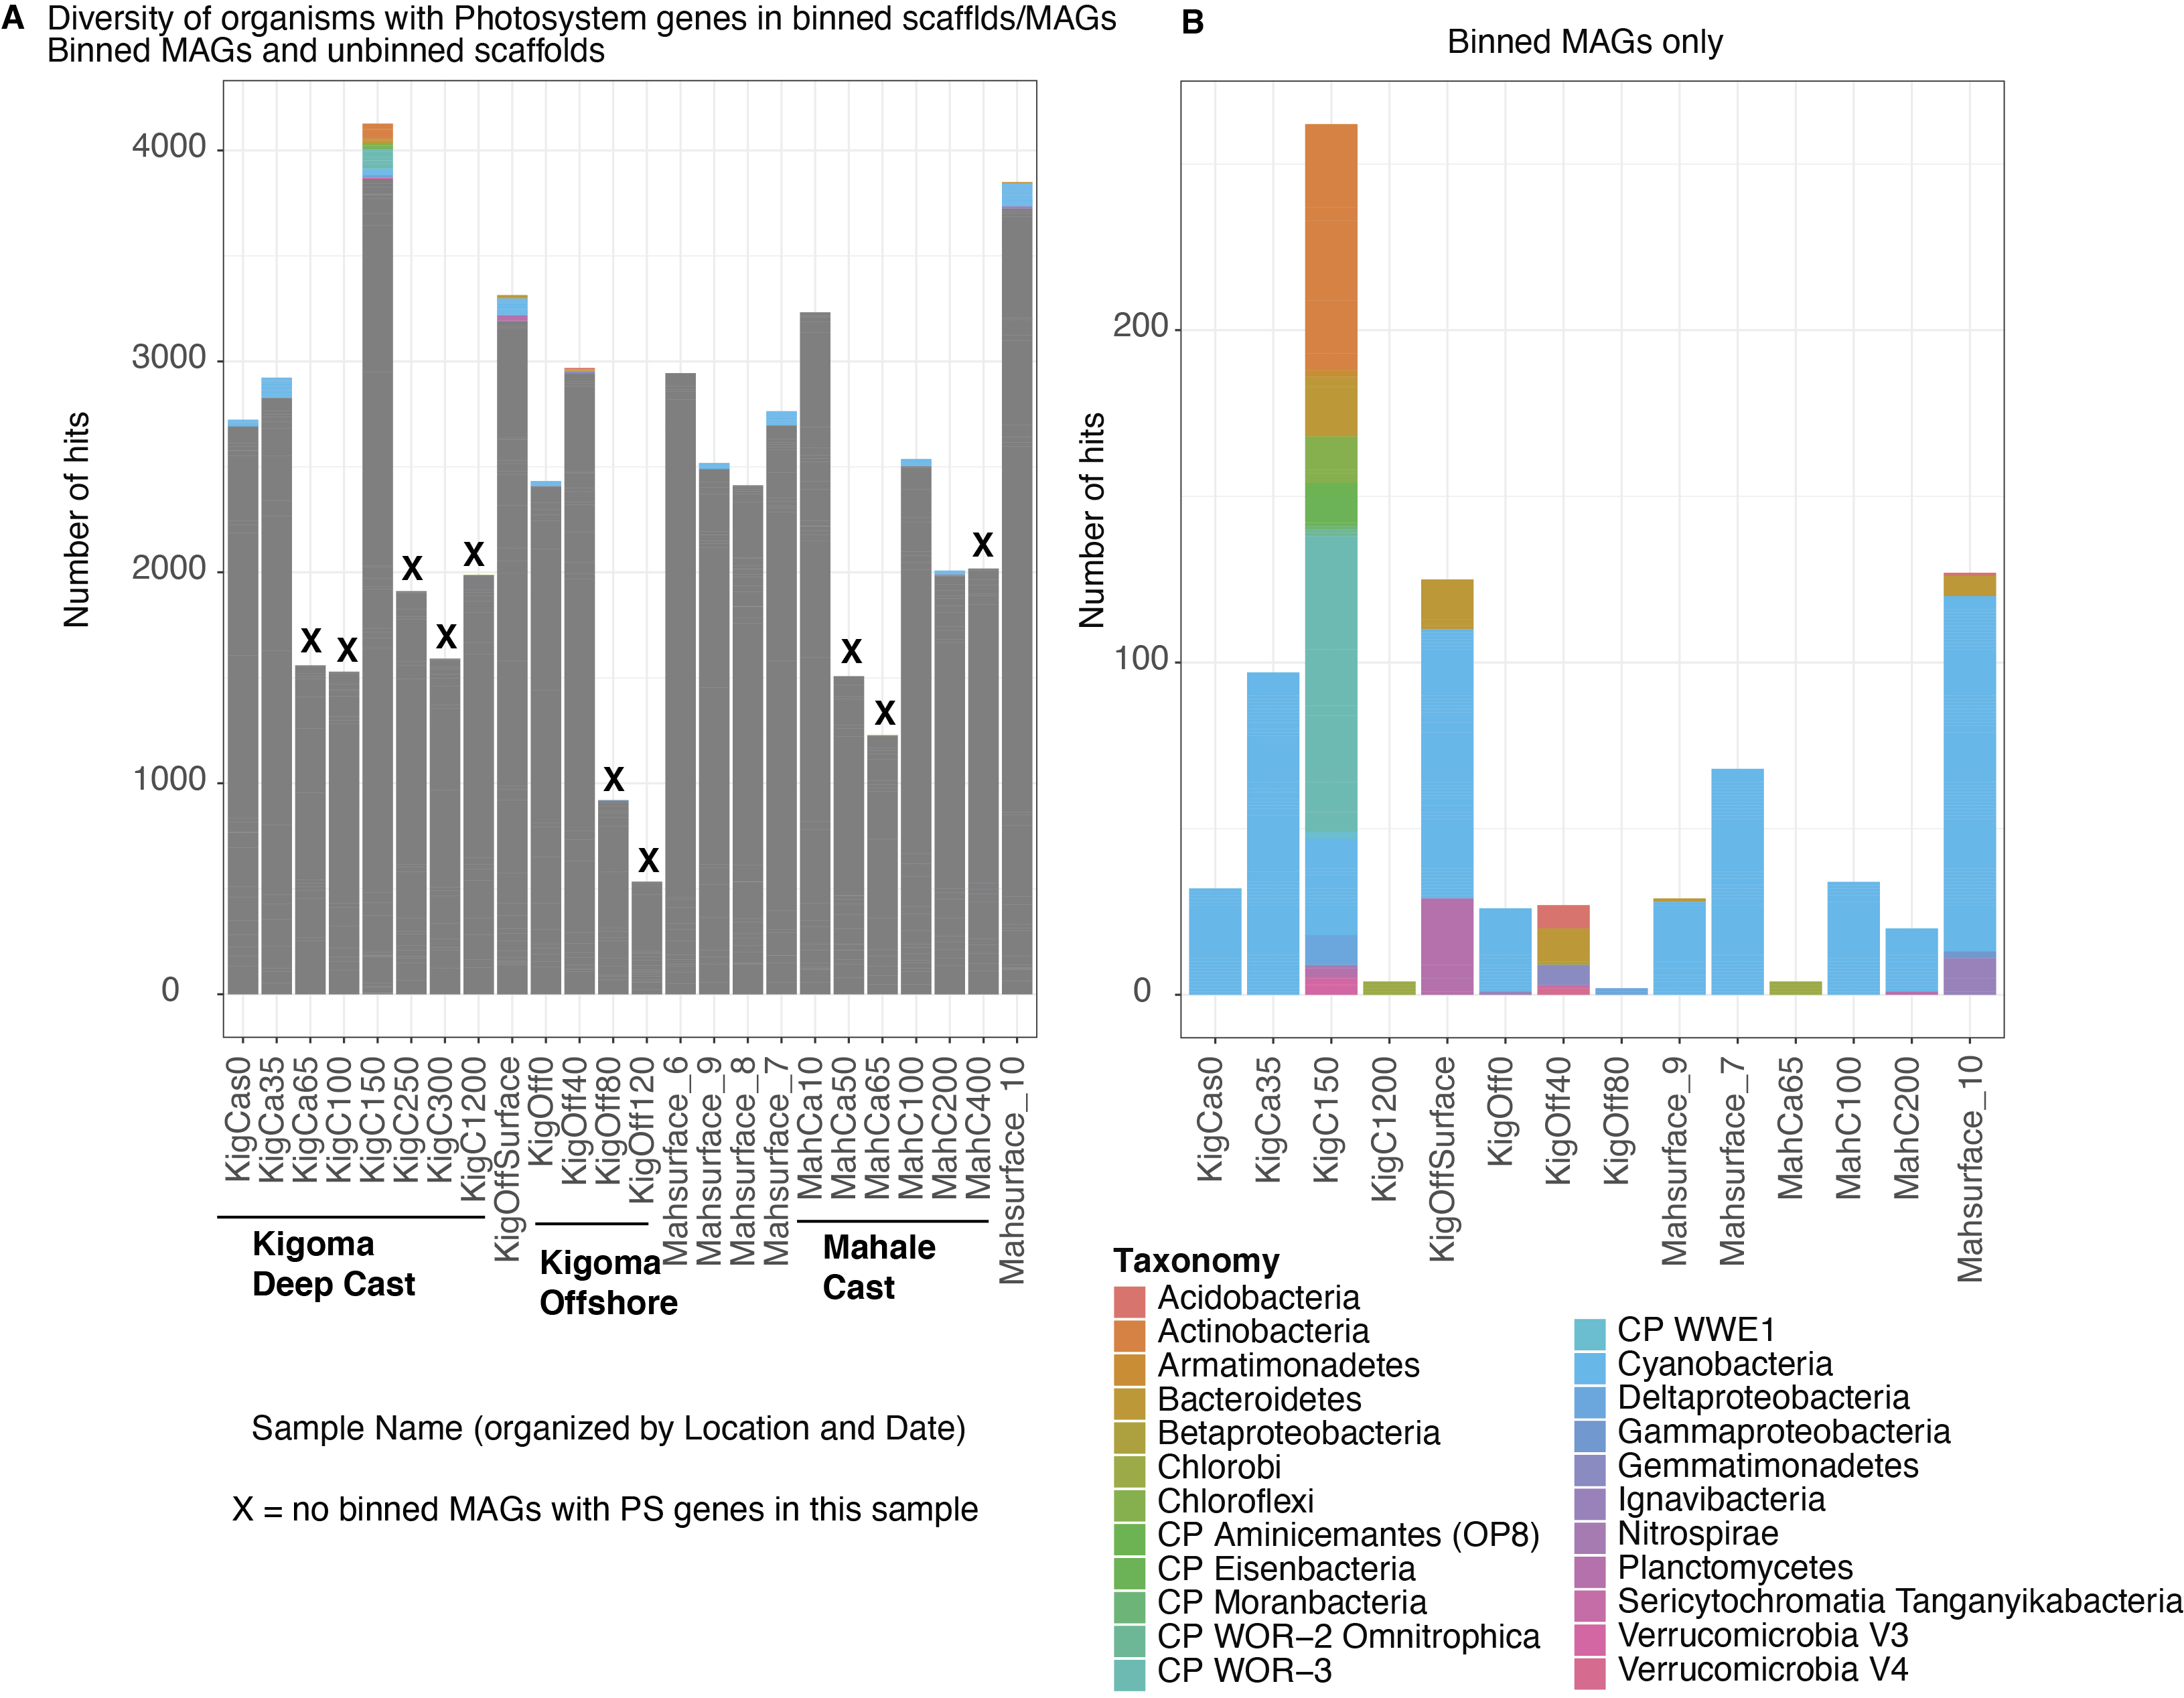 A
Diversity of organisms with Photosystem genes in binned scafflds/MAGs
Binned MAGs and unbinned scaffolds
Number of hits
4000
3000
2000
1000
0
X
X
X
X
X
X
X
X
X
X
KigCas0
KigCa35
KigCa65
KigC100
KigC150
KigC250
KigC300
KigC1200
KigOffSurface
KigOff0
KigOff40
KigOff80
KigOff120
Mahsurface_6
Mahsurface_9
Mahsurface_8
Mahsurface_7
MahCa10
MahCa50
MahCa65
MahC100
MahC200
MahC400
Mahsurface_10
Kigoma
Deep Cast
Kigoma
Offshore
Mahale
Cast
Sample Name (organized by Location and Date)
X = no binned MAGs with PS genes in this sample
B
Binned MAGs only
Number of hits
200
100
0
KigCas0
KigCa35
KigC150
KigC1200
KigOffSurface
KigOff0
KigOff40
KigOff80
Mahsurface_9
Mahsurface_7
MahCa65
MahC100
MahC200
Mahsurface_10
Taxonomy
Acidobacteria
Actinobacteria
Armatimonadetes
Bacteroidetes
Betaproteobacteria
Chlorobi
Chloroflexi
CP Aminicemantes (OP8)
CP Eisenbacteria
CP Moranbacteria
CP WOR−2 Omnitrophica
CP WOR−3
CP WWE1
Cyanobacteria
Deltaproteobacteria
Gammaproteobacteria
Gemmatimonadetes
Ignavibacteria
Nitrospirae
Planctomycetes
Sericytochromatia Tanganyikabacteria
Verrucomicrobia V3
Verrucomicrobia V4